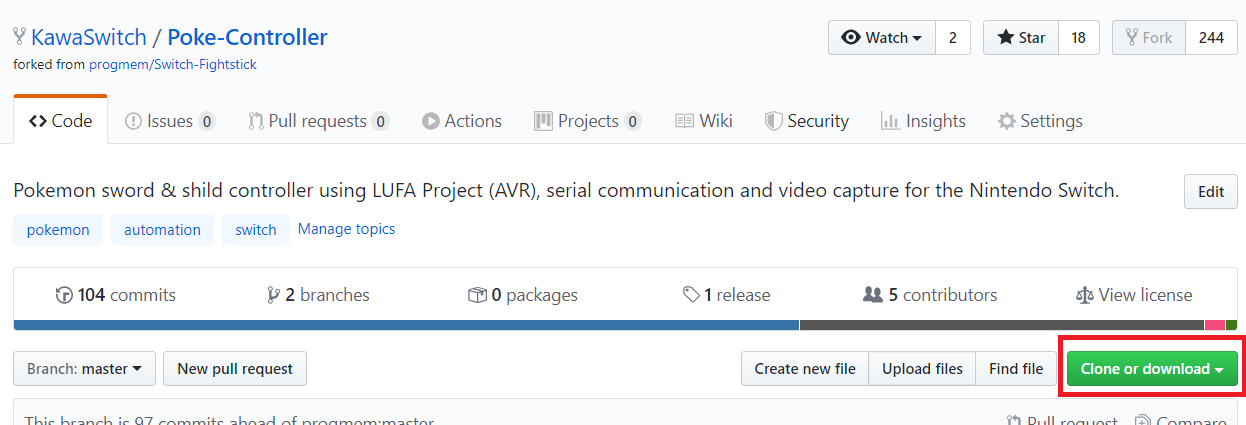 KawaSwitch / Poke-Controller
Watch 2 Star 18 Fork 244
forked from progmem/Switch-Fightstick
Code Issues 0 Pull requests 0 Actions Projects 0 Wiki Security Insights Settings
Pokemon sword & shild controller using LUFA Project (AVR), serial communication and video capture for the Nintendo Switch.
Edit
pokemon automation switch Manage topics
104 commits 2 branches 0 packages 1 release 5 contributors View license
Branch: master New pull request Create new file Upload files Find file Clone or download
This branch is 97 commits ahead of progmem:master. Pull request Compare